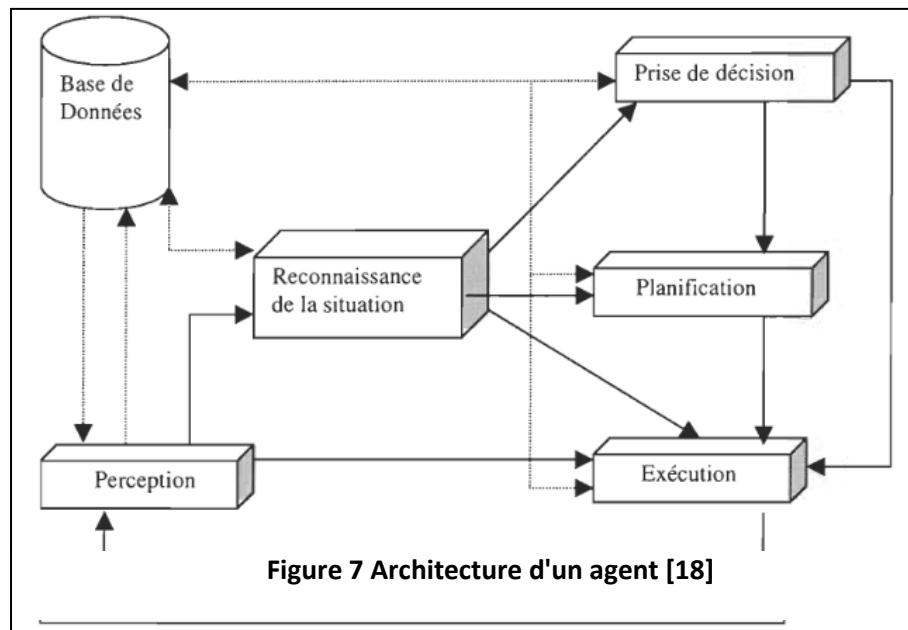 Base de
Données
Prise de décision
Reconnaissance
de la situation
Planification
Perception
Exécution
Figure 7 Architecture d'un agent [18]